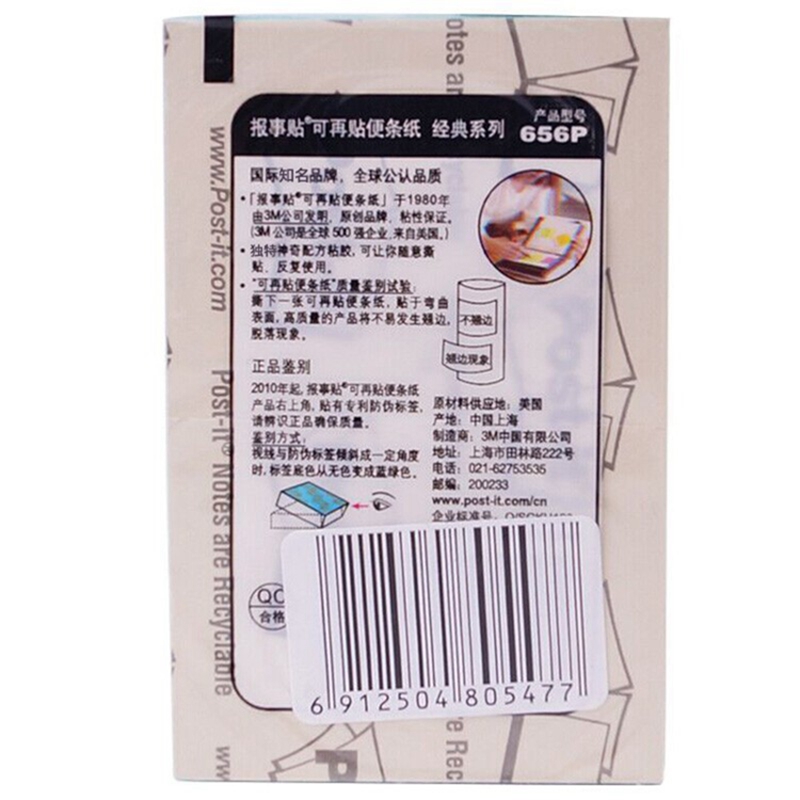 报事贴®可再贴便条纸 经典系列
产品型号
656P
国际知名品牌，全球公认品质
•「报事贴®可再贴便条纸」于1980年
由3M公司发明，原创品牌，粘性保证。
(3M公司是全球500强企业,来自美国。)
• 独特神奇配方粘胶，可让你随意撕
贴、反复使用。
• "可再贴便条纸"质量鉴别试验：
撕下一张可再贴便条纸，贴于弯曲
表面，高质量的产品将不易发生翘边，
脱落现象。
不翘边
翘边现象
正品鉴别
2010年起，报事贴®可再贴便条纸
产品右上角，贴有专利防伪标签，
请辨识正品确保质量。
鉴别方式：
视线与防伪标签倾斜成一定角度
时，标签底色从无色变成蓝绿色。
原材料供应地：美国
产地：中国上海
制造商：3M中国有限公司
地址：上海市田林路222号
电话：021-62753535
邮编：200233
www.post-it.com/cn
企业标准号：
QC
合格
6 912504 805477
www.Post-it.com
Post-it® Notes are Recyclable
otes ar
e Rec